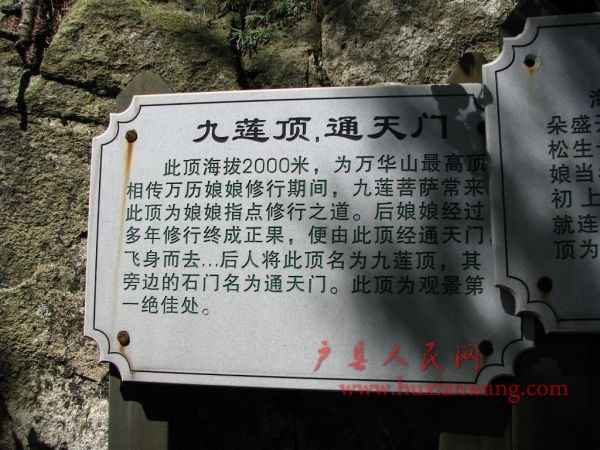 九莲顶、通天门
此顶海拔2000米，为万华山最高顶
相传万历娘娘修行期间，九莲菩萨常来
此顶为娘娘指点修行之道。后娘娘经过
多年修行终成正果，便由此顶经通天门，
飞身而去...后人将此顶名为九莲顶，其
旁边的石门名为通天门。此顶为观景第
一绝佳处。
海
朵盛开
松生
娘当年
初上
就连
顶为
户县人民网
www.huxianwang.com